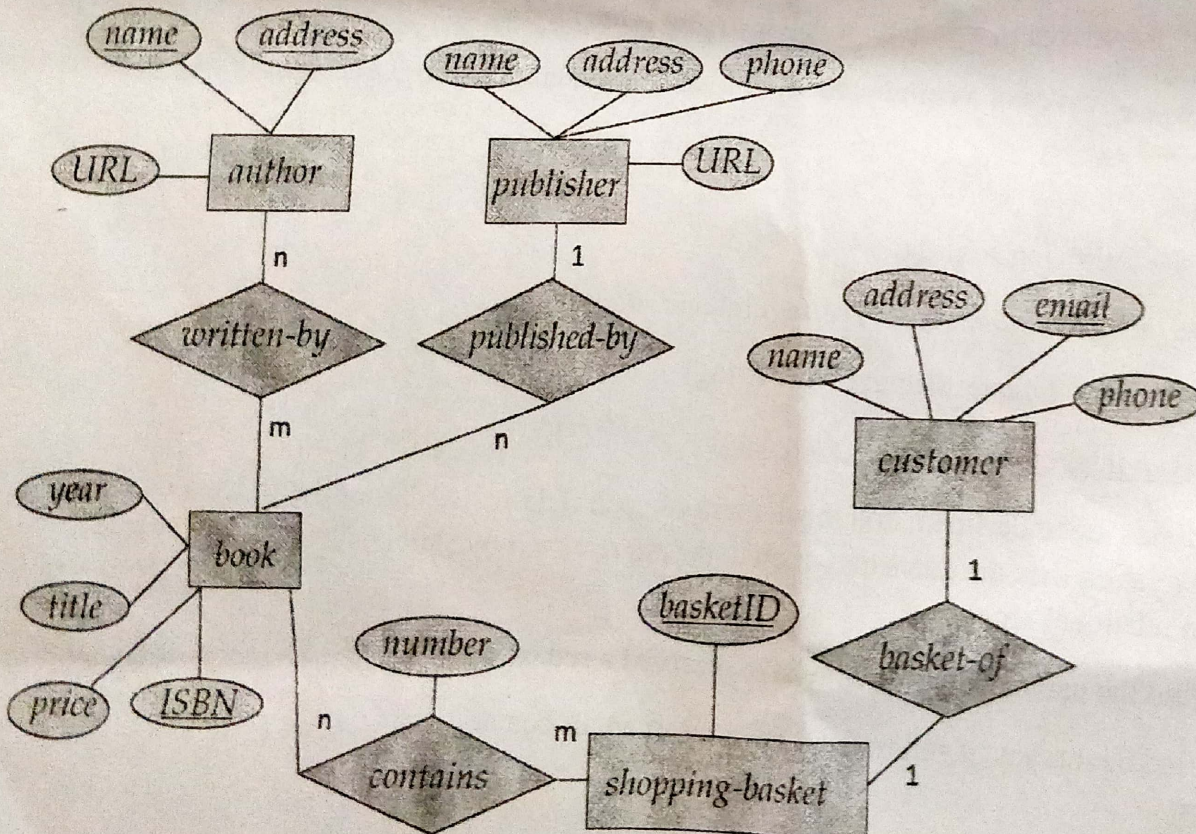 name
address
name
address
phone
URL
author
publisher
URL
n
1
written-by
published-by
address
email
name
phone
m
n
customer
year
book
1
title
basketID
number
basket-of
price
ISBN
n
m
contains
shopping-basket
1